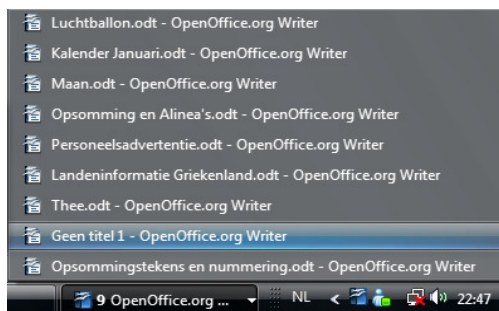 Luchtballon.odt - OpenOffice.org Writer
Kalender Januari.odt - OpenOffice.org Writer
Maan.odt - OpenOffice.org Writer
Opsomming en Alinea's.odt - OpenOffice.org Writer
Personeelsadvertentie.odt - OpenOffice.org Writer
Landeninformatie Griekenland.odt - OpenOffice.org Writer
Thee.odt - OpenOffice.org Writer
Geen titel 1 - OpenOffice.org Writer
Opsommingstekens en nummering.odt - OpenOffice.org Writer
9 OpenOffice.org ... NL < 22:47